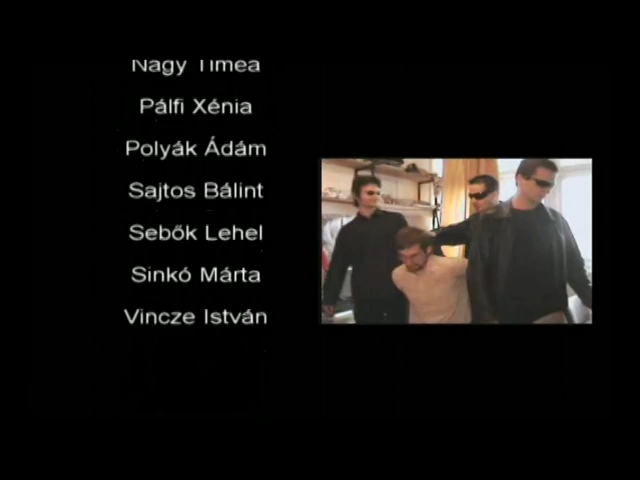 Nagy Tímea
Pálfi Xénia
Polyák Ádám
Sajtos Bálint
Sebők Lehel
Sinkó Márta
Vincze István